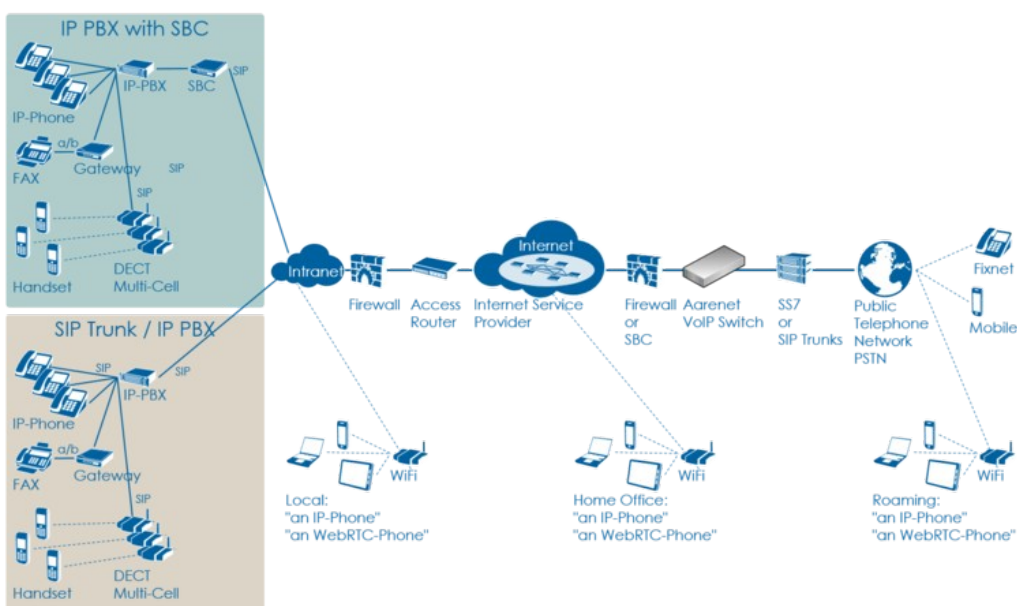 IP PBX with SBC
SIP
IP-PBX
SBC
IP-Phone
a/b
FAX
Gateway
SIP
SIP
Handset
DECT
Multi-Cell
SIP Trunk / IP PBX
SIP
SIP
IP-PBX
IP-Phone
a/b
FAX
Gateway
SIP
Handset
DECT
Multi-Cell
Intranet
Firewall
Access
Router
Internet
Internet Service
Provider
Firewall
or
SBC
Aarenet
VoIP Switch
SS7
or
SIP Trunks
Public
Telephone
Network
PSTN
Fixnet
Mobile
WiFi
Local:
"an IP-Phone"
"an WebRTC-Phone"
WiFi
Home Office:
"an IP-Phone"
"an WebRTC-Phone"
WiFi
Roaming:
"an IP-Phone"
"an WebRTC-Phone"